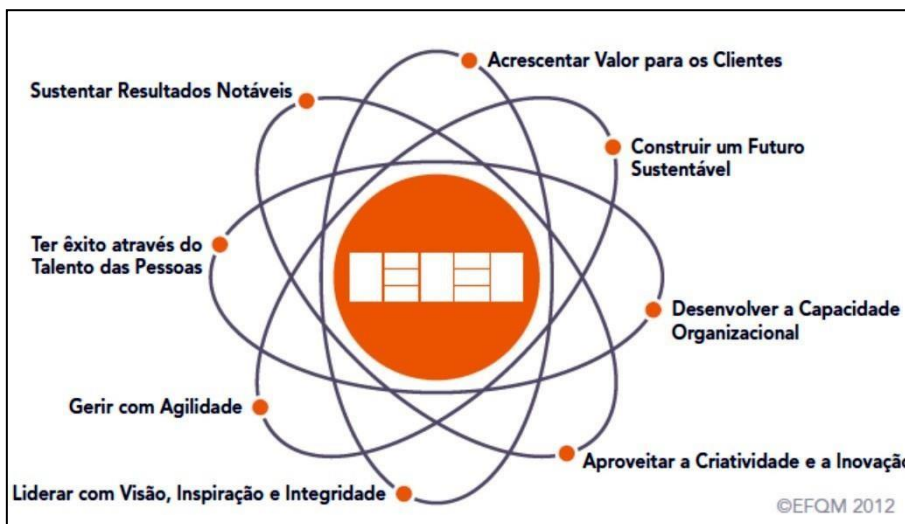 Acrescentar Valor para os Clientes
Sustentar Resultados Notáveis
Construir um Futuro
Sustentável
Ter êxito através do
Talento das Pessoas
Desenvolver a Capacidade
Organizacional
Gerir com Agilidade
Aproveitar a Criatividade e a Inovação
Liderar com Visão, Inspiração e Integridade
©EFQM 2012